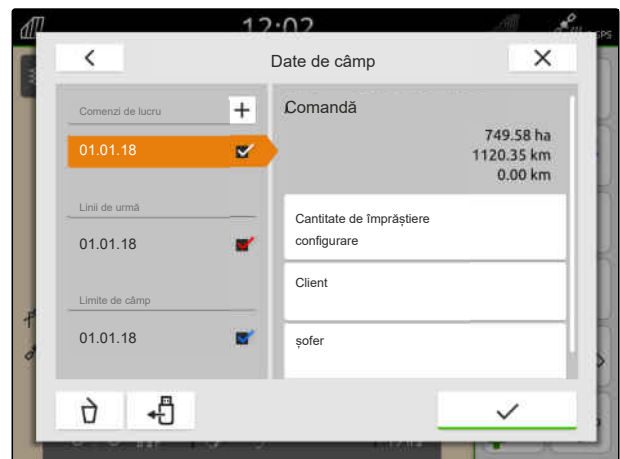 12:02
GPS
Date de câmp
Comenzi de lucru
01.01.18
Linii de urmă
01.01.18
Limite de câmp
01.01.18
Comandă
749.58 ha
1120.35 km
0.00 km
Cantitate de împrăștiere
configurare
Client
șofer